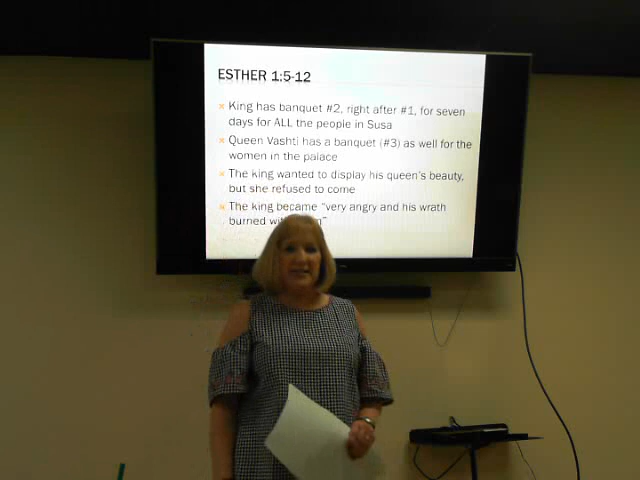 ESTHER 1:5-12
King has banquet #2, right after #1, for seven
days for ALL the people in Susa
Queen Vashti has a banquet (#3) as well for the
women in the palace
The king wanted to display his queen's beauty,
but she refused to come
The king became "very angry and his wrath
burned